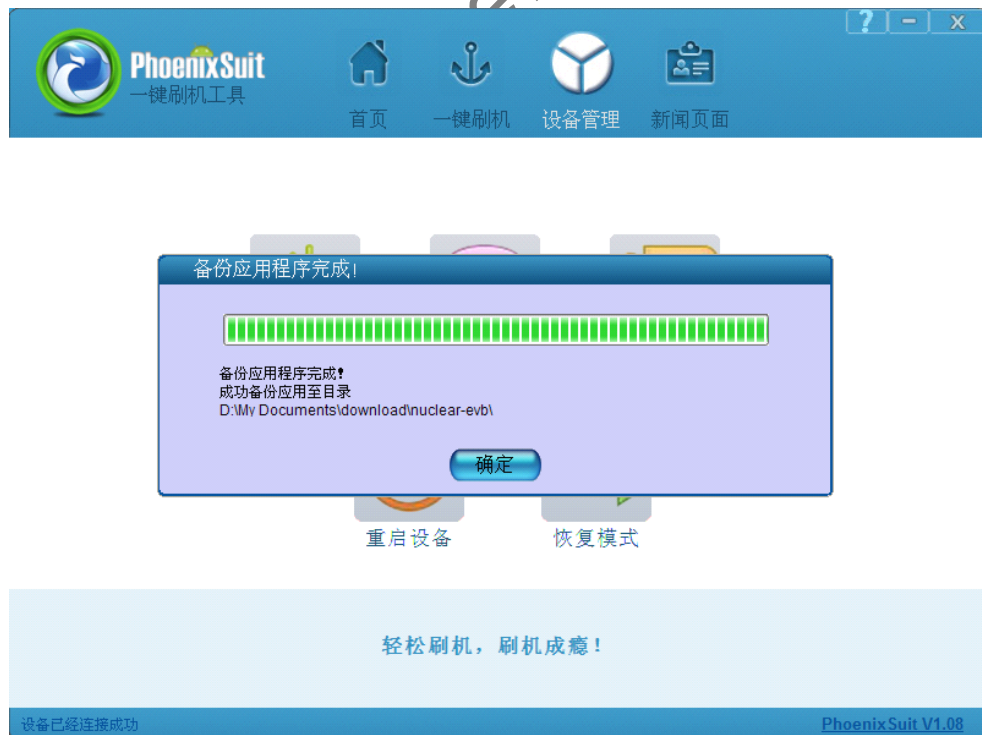 ? - x
PhoenixSuit
一键刷机工具
首页 一键刷机 设备管理 新闻页面
备份应用程序完成!
备份应用程序完成!
成功备份应用至目录
D:\My Documents\download\nuclear-evb\
确定
重启设备 恢复模式
轻松刷机，刷机成瘾！
设备已经连接成功 PhoenixSuit V1.08